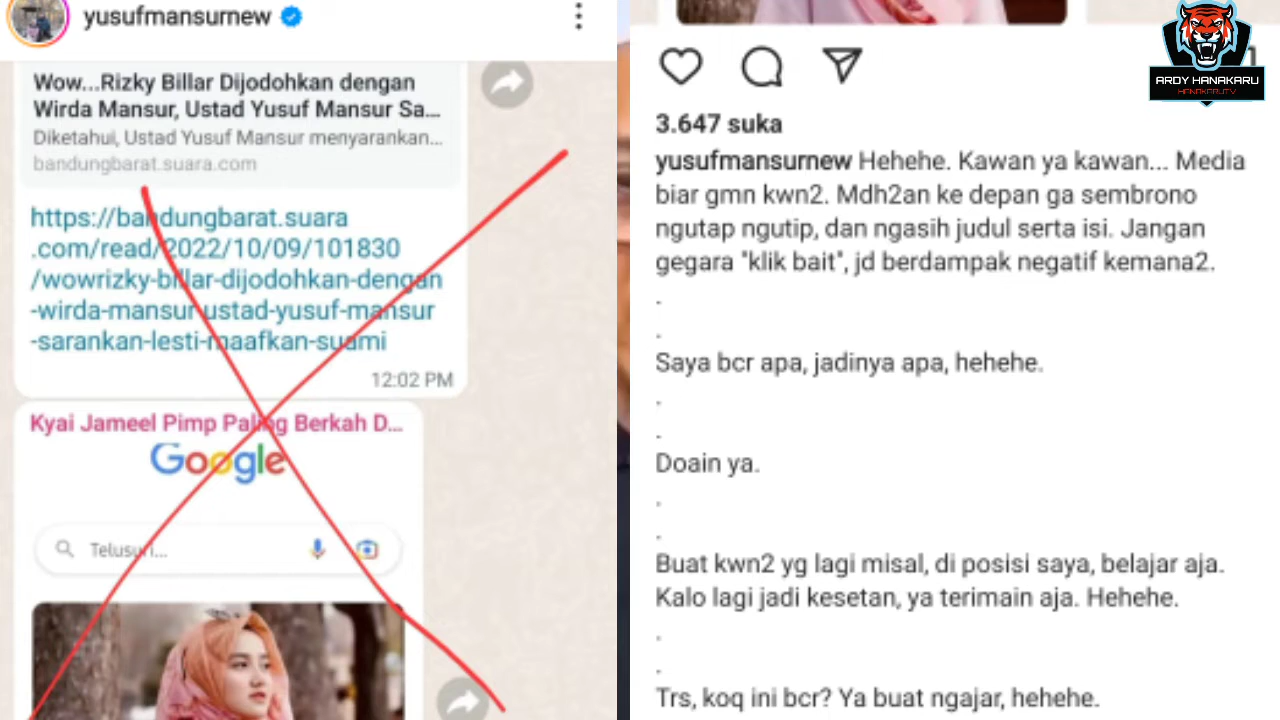 yusufmansurnew
Wow...Rizky Billar Dijodohkan dengan
Wirda Mansur, Ustad Yusuf Mansur Sa...
Diketahui, Ustad Yusuf Mansur menyarankan...
bandungbarat.suara.com
https://bandungbarat.suara
.com/read/2022/10/09/101830
/wowrizky-billar-dijodohkan-dengan
-wirda-mansur-ustad-yusuf-mansur
-sarankan-lesti-maafkan-suami
12:02 PM
Kyai Jameel Pimp Paling Berkah D...
Google
Telusuri...
ARDY HANAKARU
HANAKARUTV
3.647 suka
yusufmansurnew Hehehe. Kawan ya kawan... Media
biar gmn kwn2. Mdh2an ke depan ga sembrono
ngutap ngutip, dan ngasih judul serta isi. Jangan
gegara "klik bait", jd berdampak negatif kemana2.
.
.
Saya bcr apa, jadinya apa, hehehe.
.
.
Doain ya.
.
.
Buat kwn2 yg lagi misal, di posisi saya, belajar aja.
Kalo lagi jadi kesetan, ya terimain aja. Hehehe.
.
.
Trs, koq ini bcr? Ya buat ngajar, hehehe.